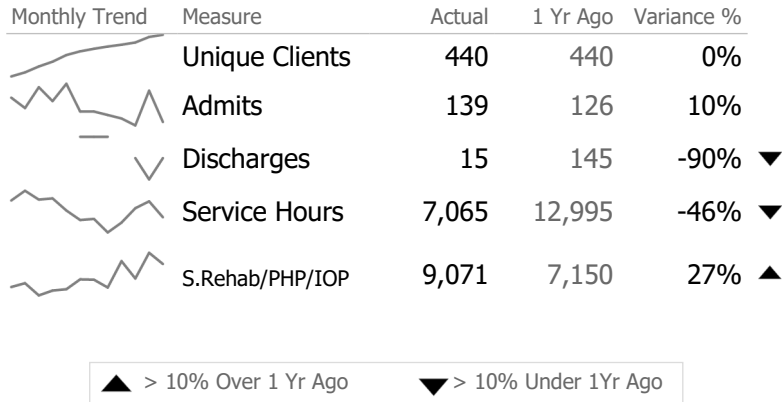 Monthly Trend Measure Actual 1 Yr Ago Variance %
Unique Clients 440 440 0%
Admits 139 126 10%
Discharges 15 145 -90% ▼
Service Hours 7,065 12,995 -46% ▼
S.Rehab/PHP/IOP 9,071 7,150 27% ▲
▲ > 10% Over 1 Yr Ago ▼ > 10% Under 1Yr Ago